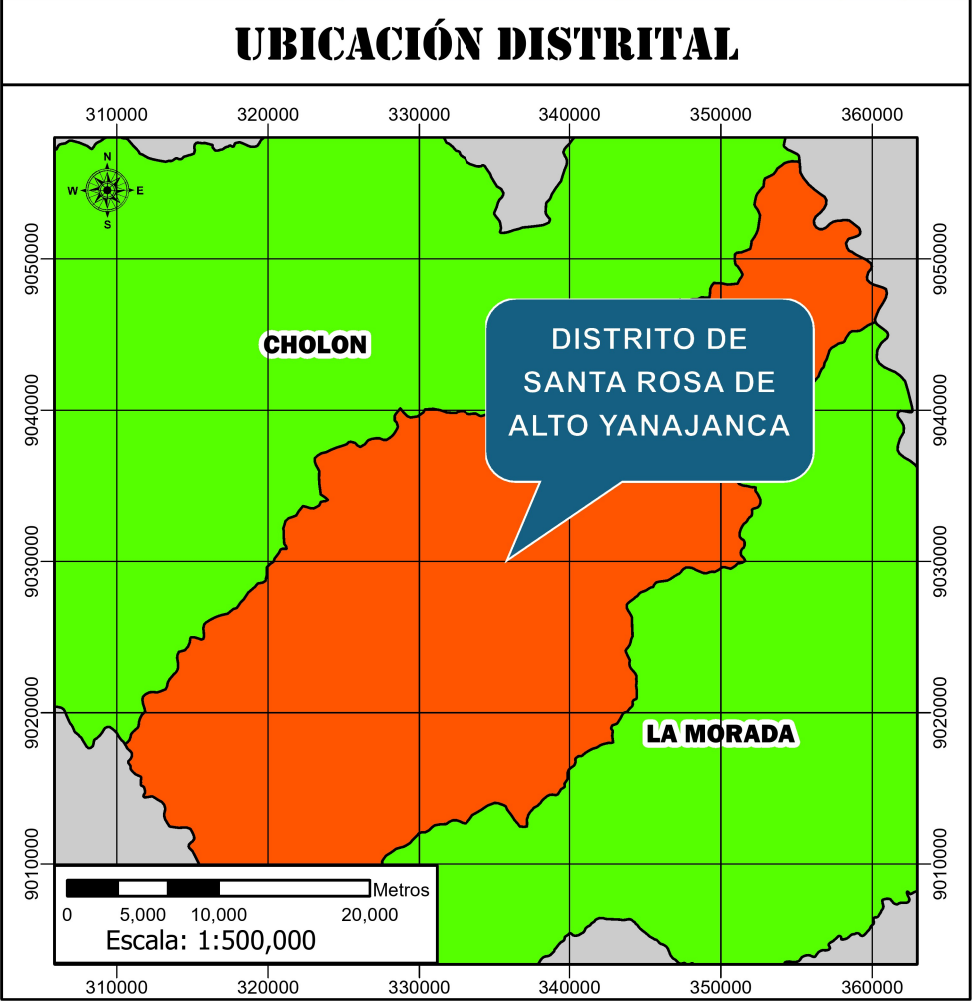 UBICACIÓN DISTRITAL
310000 320000 330000 340000 350000 360000
N
W E
S
9050000 9050000
CHOLON
DISTRITO DE
SANTA ROSA DE
ALTO YANAJANCA
9040000 9040000
9030000 9030000
9020000 9020000
LA MORADA
9010000 9010000
Metros
0 5,000 10,000 20,000
Escala: 1:500,000
310000 320000 330000 340000 350000 360000